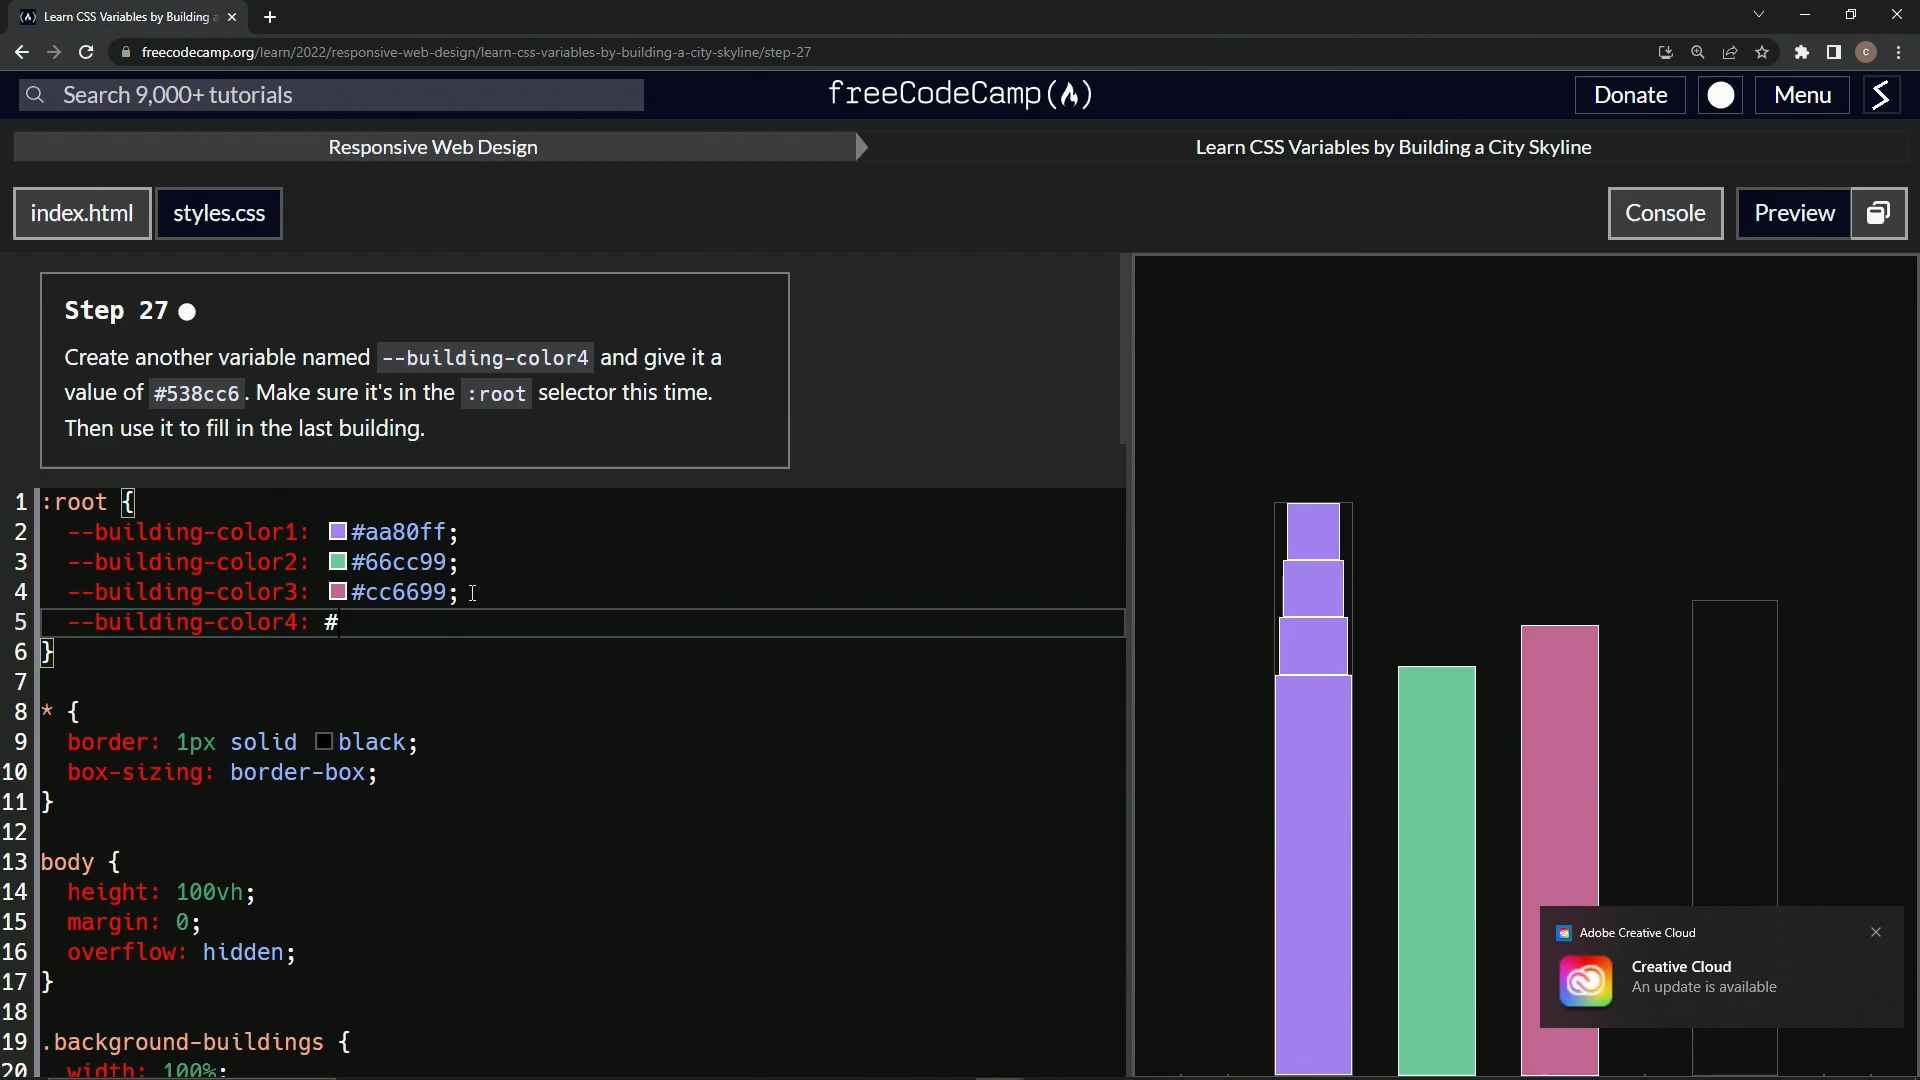 Learn CSS Variables by Building a
freecodecamp.org/learn/2022/responsive-web-design/learn-css-variables-by-building-a-city-skyline/step-27
C
Search 9,000+ tutorials
freeCodeCamp
Donate
Menu
Responsive Web Design
Learn CSS Variables by Building a City Skyline
index.html
styles.css
Console
Preview
Step 27
Create another variable named --building-color4 and give it a
value of #538cc6. Make sure it's in the :root selector this time.
Then use it to fill in the last building.
1 :root {
2 --building-color1: #aa80ff;
3 --building-color2: #66cc99;
4 --building-color3: #cc6699;
5 --building-color4: #
6 }
7
8 * {
9 border: 1px solid black;
10 box-sizing: border-box;
11 }
12
13 body {
14 height: 100vh;
15 margin: 0;
16 overflow: hidden;
17 }
18
19 .background-buildings {
20 width: 100%;
Adobe Creative Cloud
Creative Cloud
An update is available